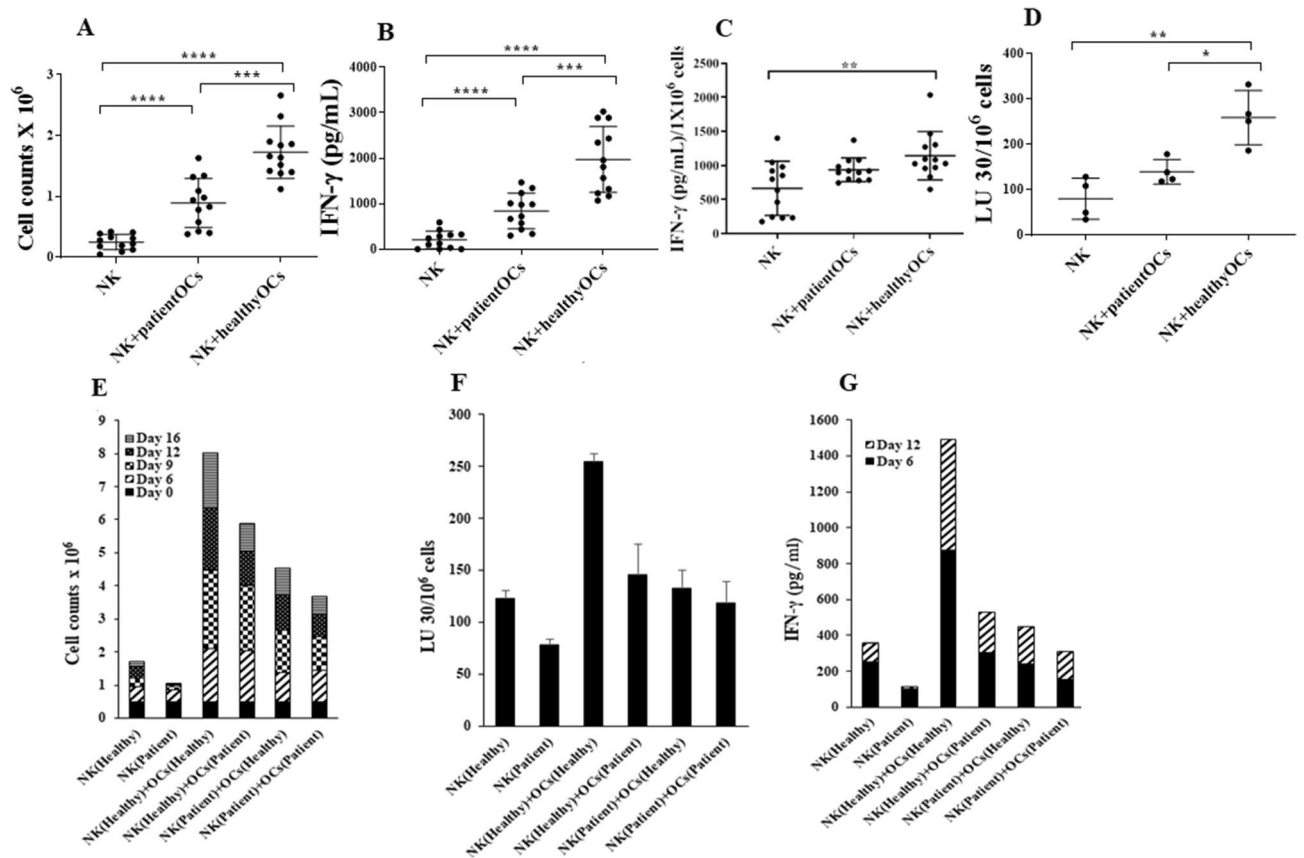 A
****
***
****
Cell counts X 10⁶
3
2
1
0
NK
NK+patientOCs
NK+healthyOCs
B
****
***
****
IFN-γ (pg/mL)
4000
3000
2000
1000
0
NK
NK+patientOCs
NK+healthyOCs
C
**
IFN-γ (pg/mL)/1X10⁶ cells
2500
2000
1500
1000
500
0
NK
NK+patientOCs
NK+healthyOCs
D
**
*
LU 30/10⁶ cells
400
300
200
100
0
NK
NK+patientOCs
NK+healthyOCs
E
Cell counts x 10⁶
9
8
7
6
5
4
3
2
1
0
Day 16
Day 12
Day 9
Day 6
Day 0
NK(Healthy)
NK(Patient)
NK(Healthy)+OCs(Healthy)
NK(Healthy)+OCs(Patient)
NK(Patient)+OCs(Healthy)
NK(Patient)+OCs(Patient)
F
LU 30/10⁶ cells
300
250
200
150
100
50
0
NK(Healthy)
NK(Patient)
NK(Healthy)+OCs(Healthy)
NK(Healthy)+OCs(Patient)
NK(Patient)+OCs(Healthy)
NK(Patient)+OCs(Patient)
G
IFN-γ (pg/ml)
1600
1400
1200
1000
800
600
400
200
0
Day 12
Day 6
NK(Healthy)
NK(Patient)
NK(Healthy)+OCs(Healthy)
NK(Healthy)+OCs(Patient)
NK(Patient)+OCs(Healthy)
NK(Patient)+OCs(Patient)